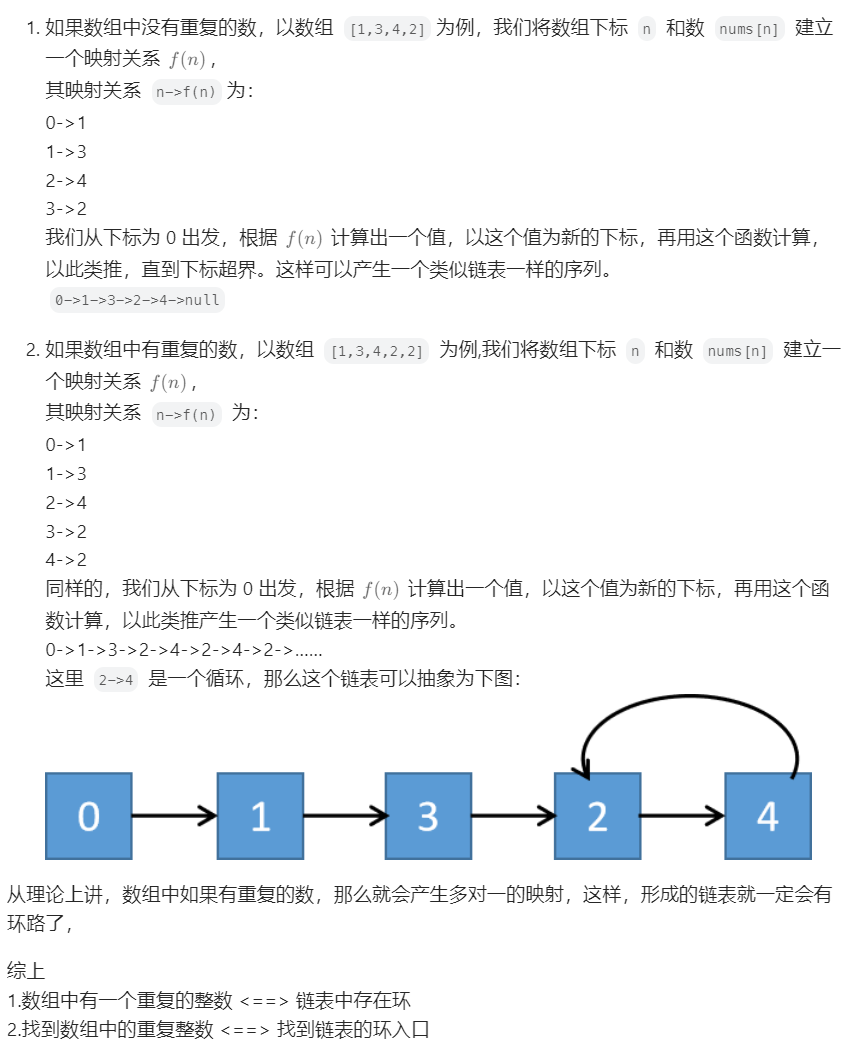 1. 如果数组中没有重复的数，以数组 [1,3,4,2]为例，我们将数组下标 n 和数 nums[n] 建立
一个映射关系 f(n)，
其映射关系 n->f(n)为：
0->1
1->3
2->4
3->2
我们从下标为 0 出发，根据 f(n) 计算出一个值，以这个值为新的下标，再用这个函数计算，
以此类推，直到下标超界。这样可以产生一个类似链表一样的序列。
0->1->3->2->4->null
2. 如果数组中有重复的数，以数组 [1,3,4,2,2] 为例,我们将数组下标 n 和数 nums[n] 建立一
个映射关系 f(n)，
其映射关系 n->f(n) 为：
0->1
1->3
2->4
3->2
4->2
同样的，我们从下标为 0 出发，根据 f(n) 计算出一个值，以这个值为新的下标，再用这个函
数计算，以此类推产生一个类似链表一样的序列。
0->1->3->2->4->2->4->2->……
这里 2->4 是一个循环，那么这个链表可以抽象为下图：
0 1 3 2 4
从理论上讲，数组中如果有重复的数，那么就会产生多对一的映射，这样，形成的链表就一定会有
环路了，
综上
1.数组中有一个重复的整数 <==> 链表中存在环
2.找到数组中的重复整数 <==> 找到链表的环入口